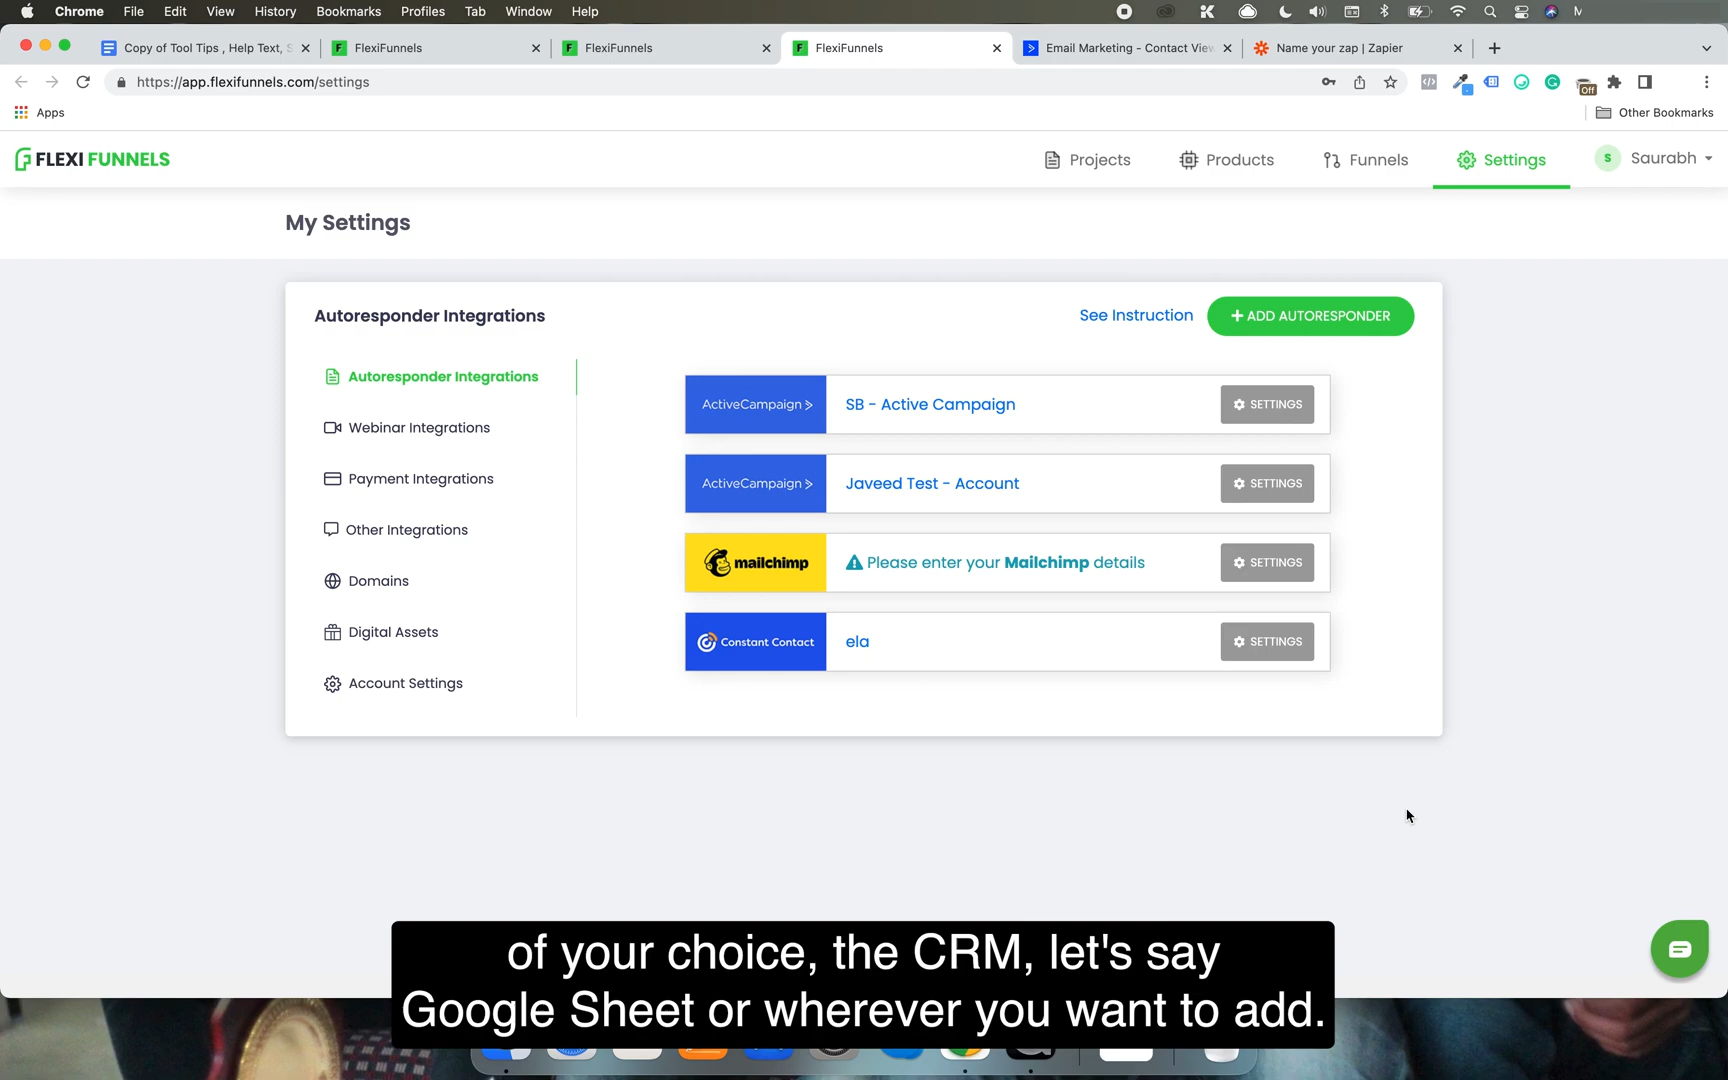 Chrome File Edit View History Bookmarks Profiles Tab Window Help
Copy of Tool Tips , Help Text, S FlexiFunnels FlexiFunnels FlexiFunnels Email Marketing - Contact View Name your zap | Zapier
https://app.flexifunnels.com/settings
Off
Apps Other Bookmarks
FLEXI FUNNELS Projects Products Funnels Settings S Saurabh
My Settings
Autoresponder Integrations See Instruction + ADD AUTORESPONDER
Autoresponder Integrations
Webinar Integrations
Payment Integrations
Other Integrations
Domains
Digital Assets
Account Settings
ActiveCampaign > SB - Active Campaign SETTINGS
ActiveCampaign > Javeed Test - Account SETTINGS
mailchimp Please enter your Mailchimp details SETTINGS
Constant Contact ela SETTINGS
of your choice, the CRM, let's say
Google Sheet or wherever you want to add.